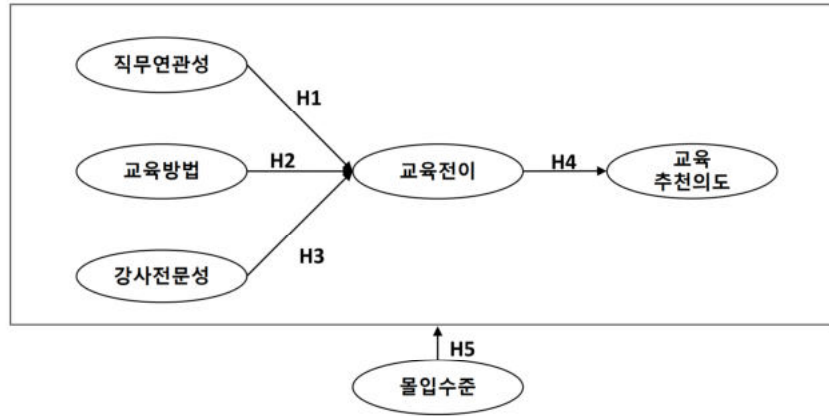 직무연관성
H1
교육방법
H2
교육전이
H4
교육
추천의도
H3
강사전문성
H5
몰입수준